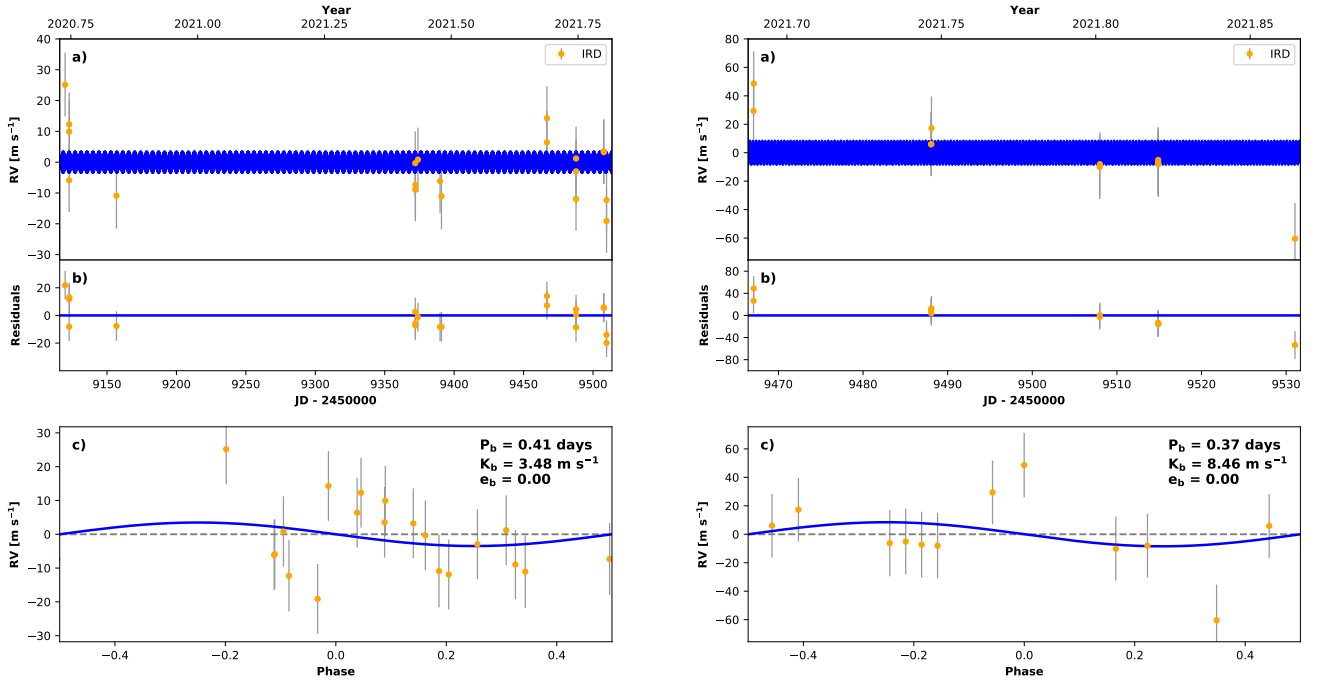 Year
2020.75 2021.00 2021.25 2021.50 2021.75
a)
IRD
RV [m s⁻¹]
40
30
20
10
0
−10
−20
−30
b)
Residuals
20
0
−20
9150 9200 9250 9300 9350 9400 9450 9500
JD - 2450000
c)
P_b = 0.41 days
K_b = 3.48 m s⁻¹
e_b = 0.00
RV [m s⁻¹]
30
20
10
0
−10
−20
−30
−0.4 −0.2 0.0 0.2 0.4
Phase
Year
2021.70 2021.75 2021.80 2021.85
a)
IRD
RV [m s⁻¹]
80
60
40
20
0
−20
−40
−60
b)
Residuals
80
40
0
−40
−80
9470 9480 9490 9500 9510 9520 9530
JD - 2450000
c)
P_b = 0.37 days
K_b = 8.46 m s⁻¹
e_b = 0.00
RV [m s⁻¹]
60
40
20
0
−20
−40
−60
−0.4 −0.2 0.0 0.2 0.4
Phase